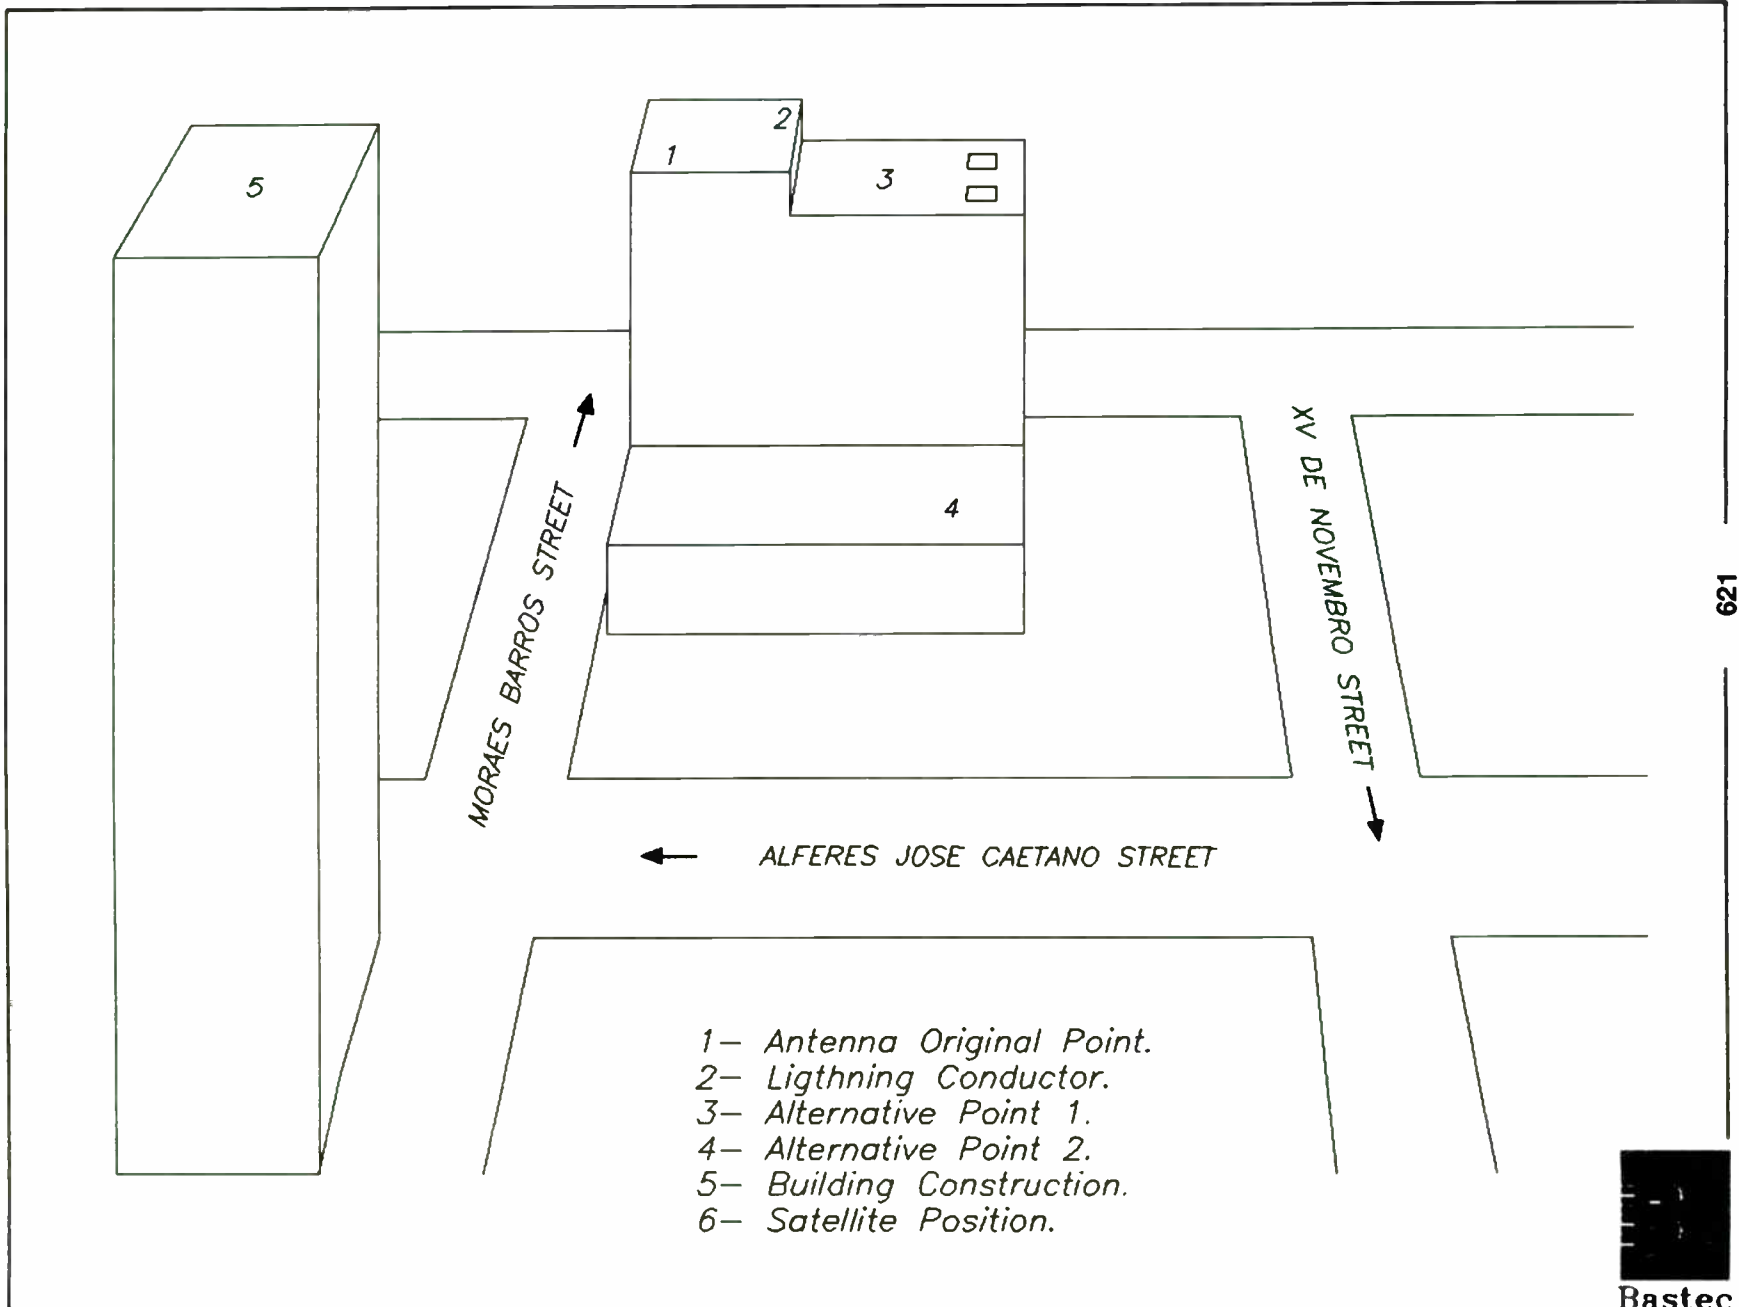 2
1
3
5
4
MORAES BARROS STREET
XV DE NOVEMBRO STREET
ALFERES JOSE CAETANO STREET
1- Antenna Original Point.
2- Ligthning Conductor.
3- Alternative Point 1.
4- Alternative Point 2.
5- Building Construction.
6- Satellite Position.
621
Bastec